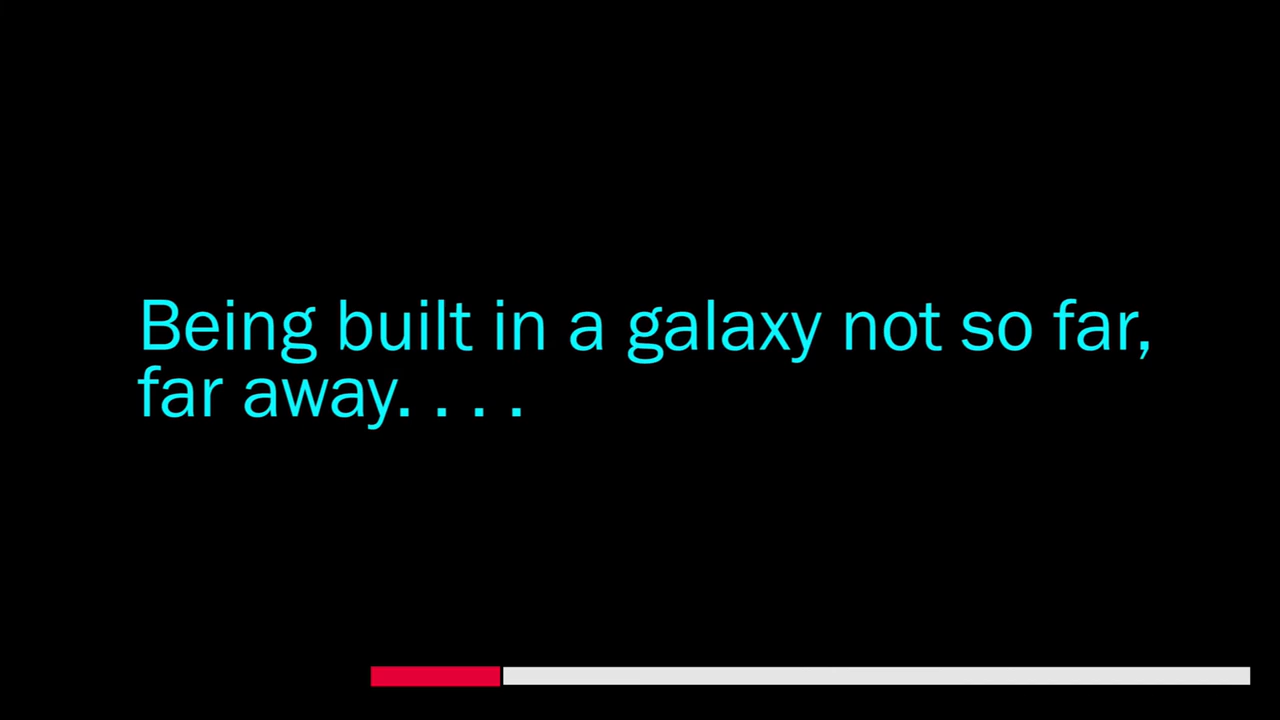 Being built in a galaxy not so far,
far away. . . .